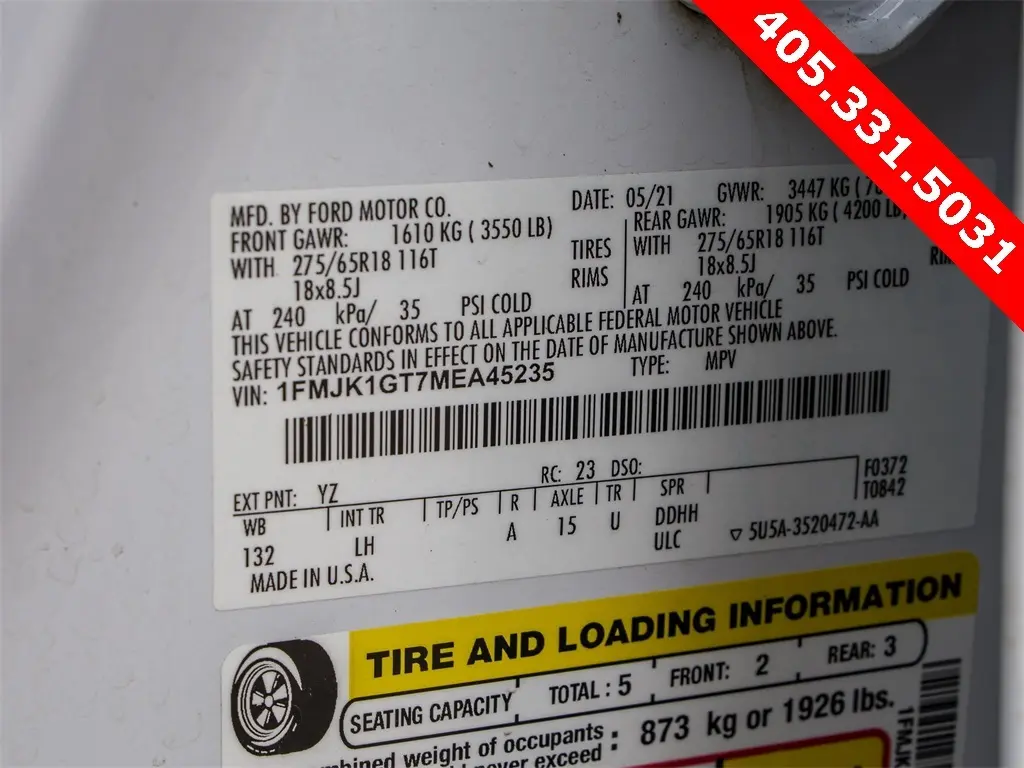 405.331.5031
MFD. BY FORD MOTOR CO.
DATE: 05/21 GVWR: 3447 KG
FRONT GAWR: 1610 KG ( 3550 LB)
REAR GAWR: 1905 KG ( 4200 LB)
WITH 275/65R18 116T TIRES
WITH 275/65R18 116T
18x8.5J RIMS
18x8.5J
AT 240 kPa/ 35 PSI COLD
AT 240 kPa/ 35 PSI COLD
THIS VEHICLE CONFORMS TO ALL APPLICABLE FEDERAL MOTOR VEHICLE
SAFETY STANDARDS IN EFFECT ON THE DATE OF MANUFACTURE SHOWN ABOVE.
VIN: 1FMJK1GT7MEA45235 TYPE: MPV
EXT PNT: YZ RC: 23 DSO: F0372
WB INT TR TP/PS R AXLE TR SPR T0842
132 LH A 15 U DDHH
ULC 5U5A-3520472-AA
MADE IN U.S.A.
TIRE AND LOADING INFORMATION
SEATING CAPACITY TOTAL : 5 FRONT: 2 REAR: 3
weight of occupants : 873 kg or 1926 lbs.
never exceed
1FMJK